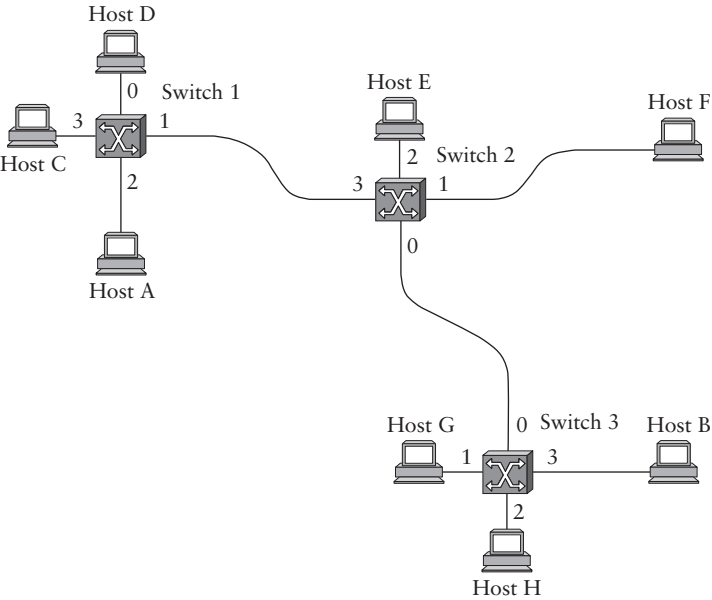 Host D
0
Switch 1
3
1
Host C
2
Host A
Host E
2
Switch 2
3
1
0
Host F
Host G
0
Switch 3
Host B
1
3
2
Host H